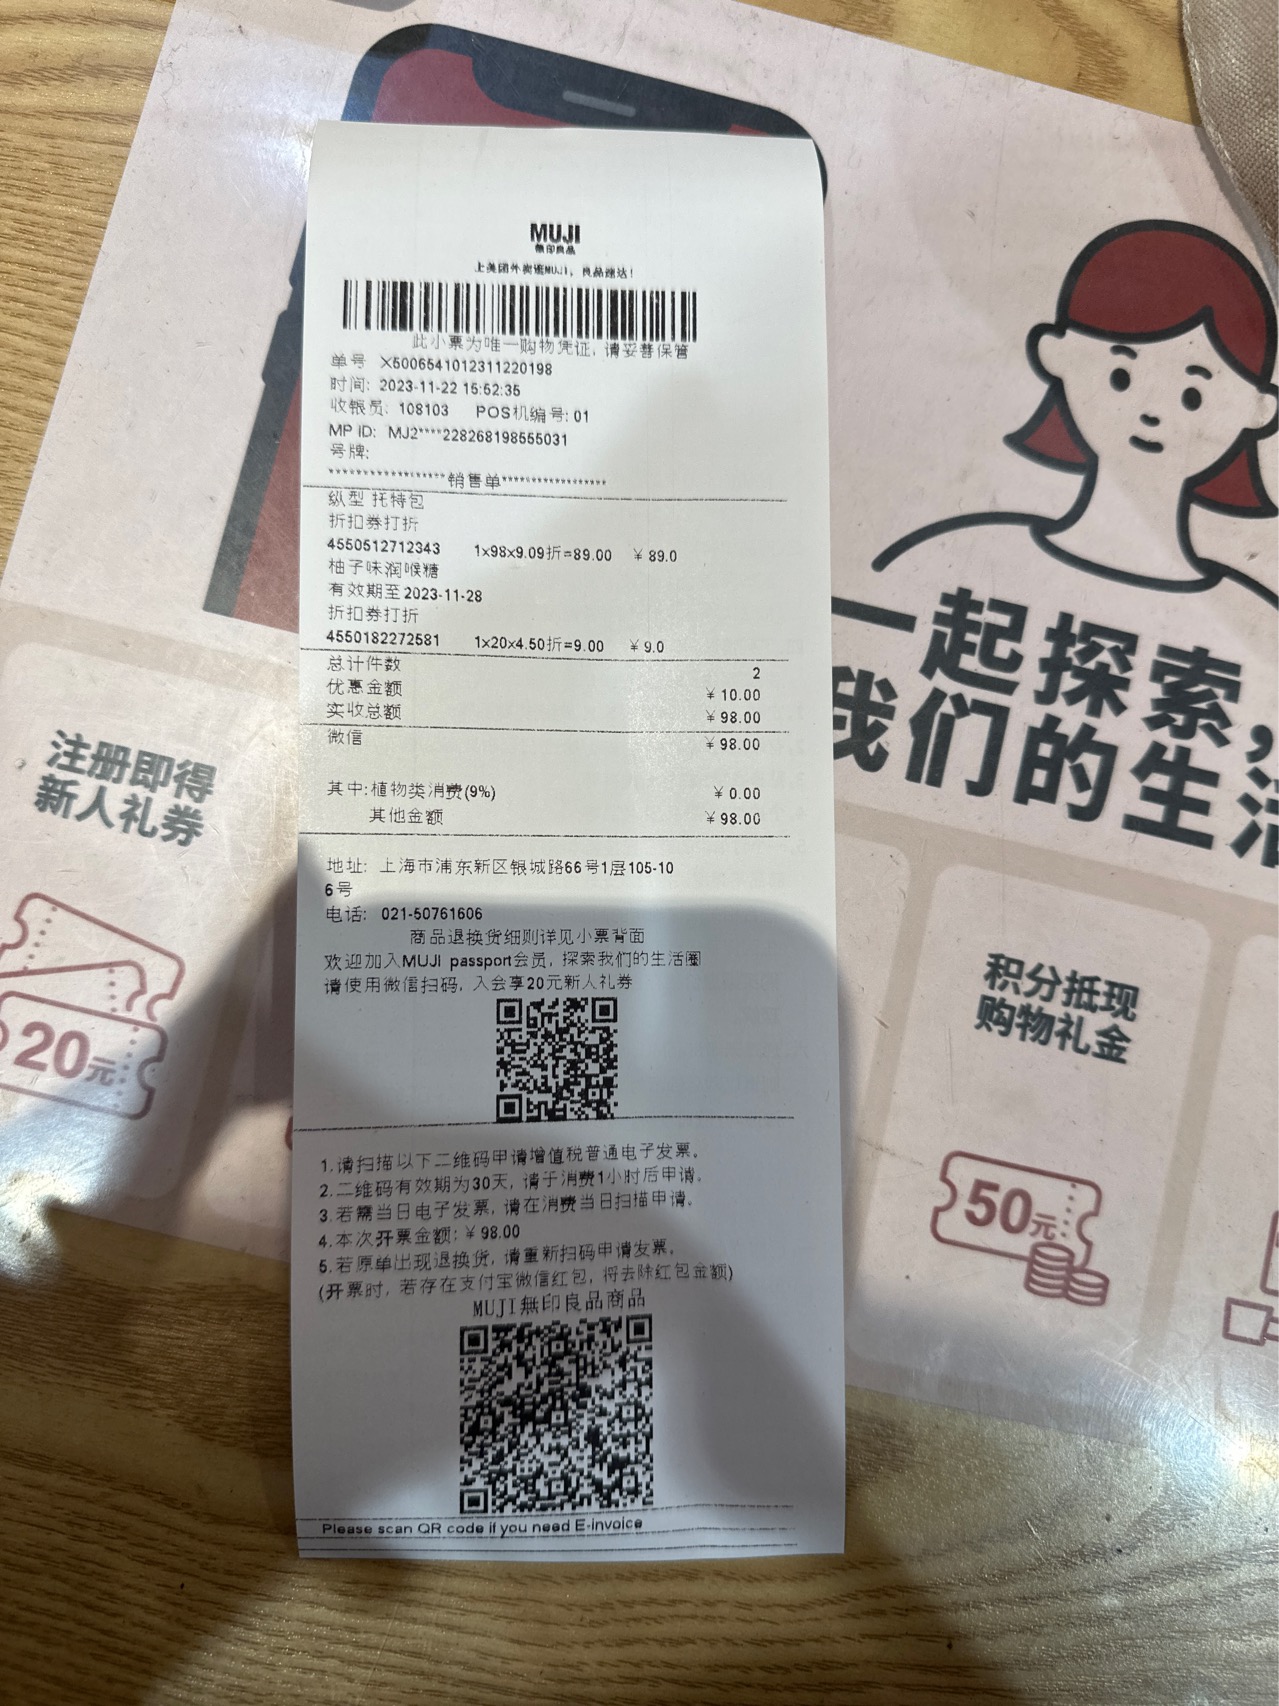 MUJI
無印良品
上美团外卖逛MUJI，良品速达！
此小票为唯一购物凭证，请妥善保管
单号 X5006541012311220198
时间: 2023-11-22 15:52:35
收银员: 108103 POS机编号: 01
MP ID: MJ2****228268198555031
号牌:
******************销售单******************
纵型 托特包
折扣券打折
4550512712343 1x98x9.09折=89.00 ¥ 89.0
柚子味润喉糖
有效期至2023-11-28
折扣券打折
4550182272581 1x20x4.50折=9.00 ¥ 9.0
总计件数 2
优惠金额 ¥ 10.00
实收总额 ¥ 98.00
微信 ¥ 98.00
其中:植物类消费(9%) ¥ 0.00
其他金额 ¥ 98.00
地址: 上海市浦东新区银城路66号1层105-10
6号
电话: 021-50761606
商品退换货细则详见小票背面
欢迎加入MUJI passport会员, 探索我们的生活圈
请使用微信扫码, 入会享20元新人礼券
1.请扫描以下二维码申请增值税普通电子发票。
2.二维码有效期为30天, 请于消费1小时后申请。
3.若需当日电子发票, 请在消费当日扫描申请。
4.本次开票金额: ¥ 98.00
5.若原单出现退换货, 请重新扫码申请发票。
(开票时, 若存在支付宝微信红包, 将去除红包金额)
MUJI無印良品商品
Please scan QR code if you need E-invoice
一起探索，
我们的生活
注册即得
新人礼券
20元
积分抵现
购物礼金
50元